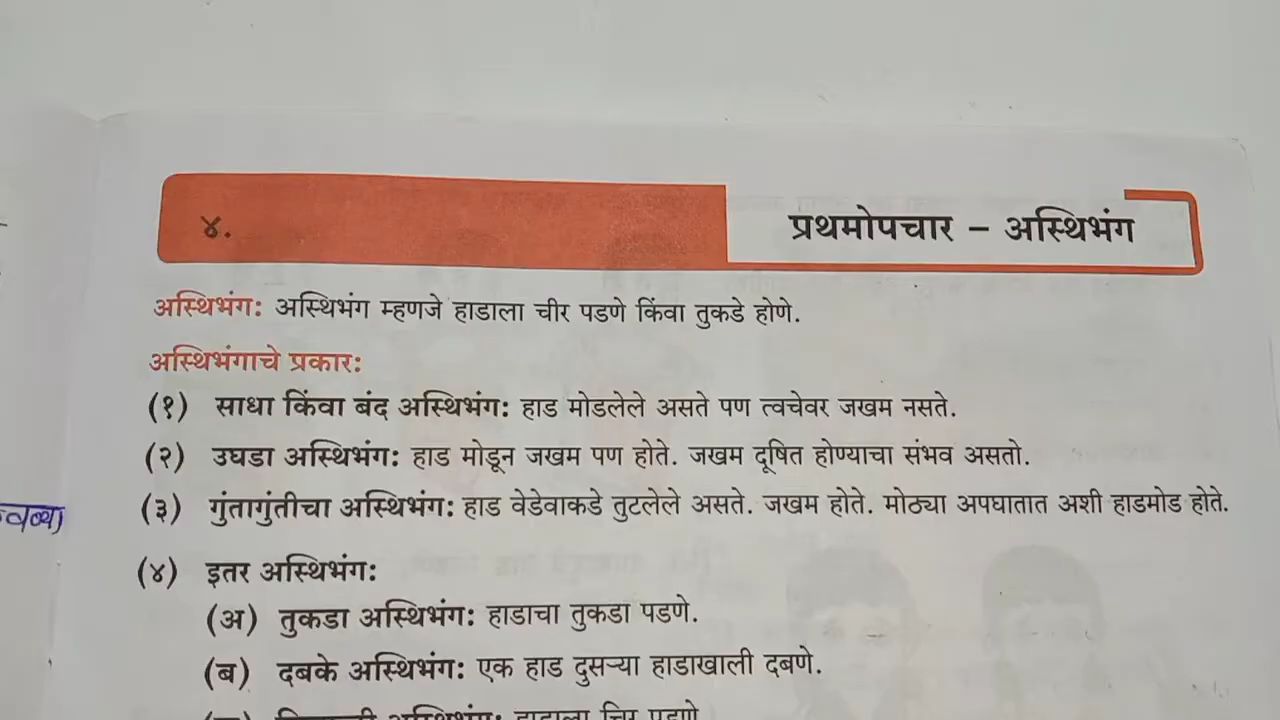 ४.
प्रथमोपचार – अस्थिभंग
अस्थिभंग: अस्थिभंग म्हणजे हाडाला चीर पडणे किंवा तुकडे होणे.
अस्थिभंगाचे प्रकार:
(१) साधा किंवा बंद अस्थिभंग: हाड मोडलेले असते पण त्वचेवर जखम नसते.
(२) उघडा अस्थिभंग: हाड मोडून जखम पण होते. जखम दूषित होण्याचा संभव असतो.
(३) गुंतागुंतीचा अस्थिभंग: हाड वेडेवाकडे तुटलेले असते. जखम होते. मोठ्या अपघातात अशी हाडमोड होते.
(४) इतर अस्थिभंग:
(अ) तुकडा अस्थिभंग: हाडाचा तुकडा पडणे.
(ब) दबके अस्थिभंग: एक हाड दुसऱ्या हाडाखाली दबणे.
अस्थिभंग: हाडाला चिर पडणे